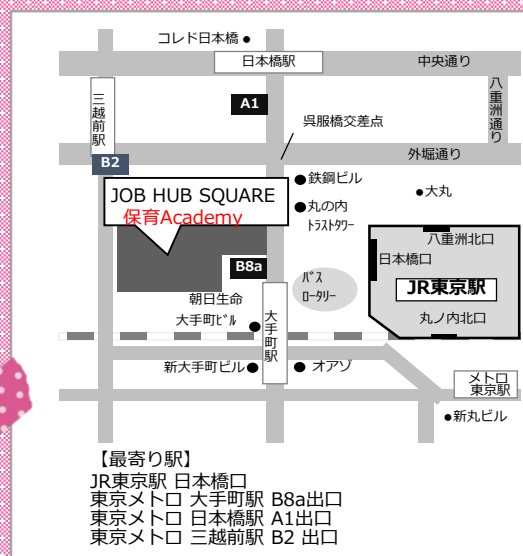 コレド日本橋
日本橋駅
中央通り
三越前駅
八重洲通り
A1
呉服橋交差点
B2
外堀通り
JOB HUB SQUARE
保育Academy
鉄鋼ビル
大丸
丸の内
ﾄﾗｽﾄﾀﾜｰ
八重洲北口
日本橋口
B8a
ﾊﾞｽ
ﾛｰﾀﾘｰ
JR東京駅
朝日生命
大手町ﾋﾞﾙ
大手町駅
丸ノ内北口
新大手町ビル
オアゾ
メトロ
東京駅
新丸ビル
【最寄り駅】
JR東京駅 日本橋口
東京メトロ 大手町駅 B8a出口
東京メトロ 日本橋駅 A1出口
東京メトロ 三越前駅 B2 出口